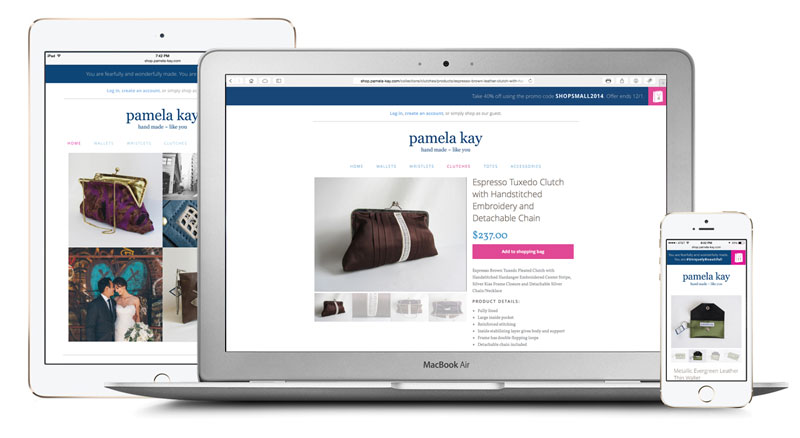 iPad
7:42 PM
shop.pamela-kay.com
You are fearfully and wonderfully made. You are
Log in, create an account, or simply shop as
pamela kay
hand made ~ like you
HOME
WALLETS
WRISTLETS
CLUTCHES
shop.pamela-kay.com/collections/clutches/products/espresso-brown-leather-clutch-with-ha
Take 40% off using the promo code SHOPSMALL2014. Offer ends 12/1
Log in, create an account, or simply shop as our guest.
pamela kay
hand made ~ like you
HOME
WALLETS
WRISTLETS
CLUTCHES
TOTES
ACCESSORIES
Espresso Tuxedo Clutch
with Handstitched
Embroidery and
Detachable Chain
$237.00
Add to shopping bag
Espresso Brown Tuxedo Pleated Clutch with
Handstitched Hardanger Embroidered Center Stripe,
Silver Kiss Frame Closure and Detachable Silver
Chain Necklace
PRODUCT DETAILS:
Fully lined
Large inside pocket
Reinforced stitching
Inside stabilizing layer gives body and support
Frame has double flapping loops
Detachable chain included
MacBook Air
AT&T
shop.pamela-kay.com
You are fearfully and wonderfully made.
You are #UniquelyBeautiful!
pamela kay
hand made ~ like you
Metallic Evergreen Leather